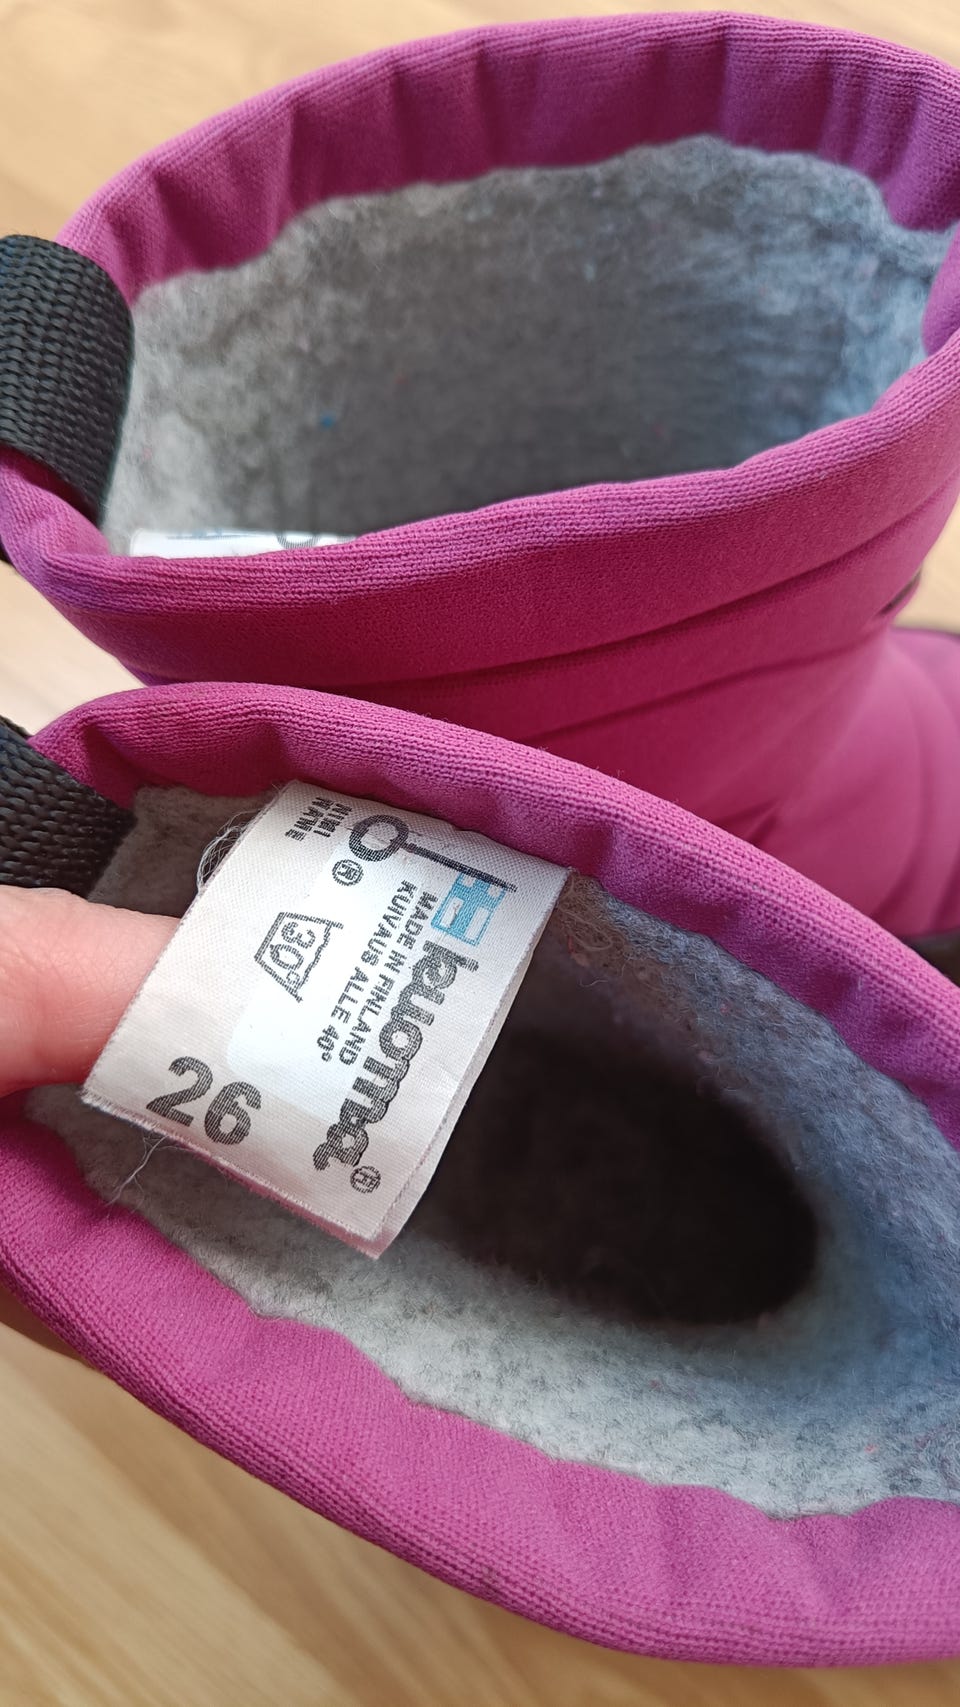 kuoma®
MADE IN FINLAND
KUIVAUS ALLE 40°
30°
®
NIMI
NAME
26